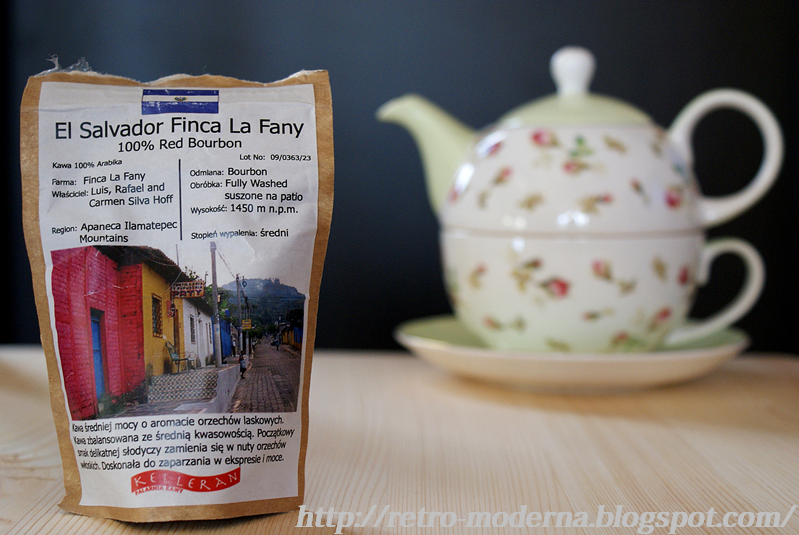 El Salvador Finca La Fany
100% Red Bourbon
Kawa 100% Arabika
Lot No: 09/0363/23
Farma: Finca La Fany
Właściciel: Luis, Rafael and
Carmen Silva Hoff
Region: Apaneca Ilamatepec
Mountains
Odmiana: Bourbon
Obróbka: Fully Washed
suszone na patio
Wysokość: 1450 m n.p.m.
Stopień wypalenia: średni
Kawa średniej mocy o aromacie orzechów laskowych.
Kawa zbalansowana ze średnią kwasowością. Początkowy
smak delikatnej słodyczy zamienia się w nuty orzechów
włoskich. Doskonała do zaparzania w ekspresie i moce.
KELLERAN
PALARNIA KAWY
http://retro-moderna.blogspot.com/